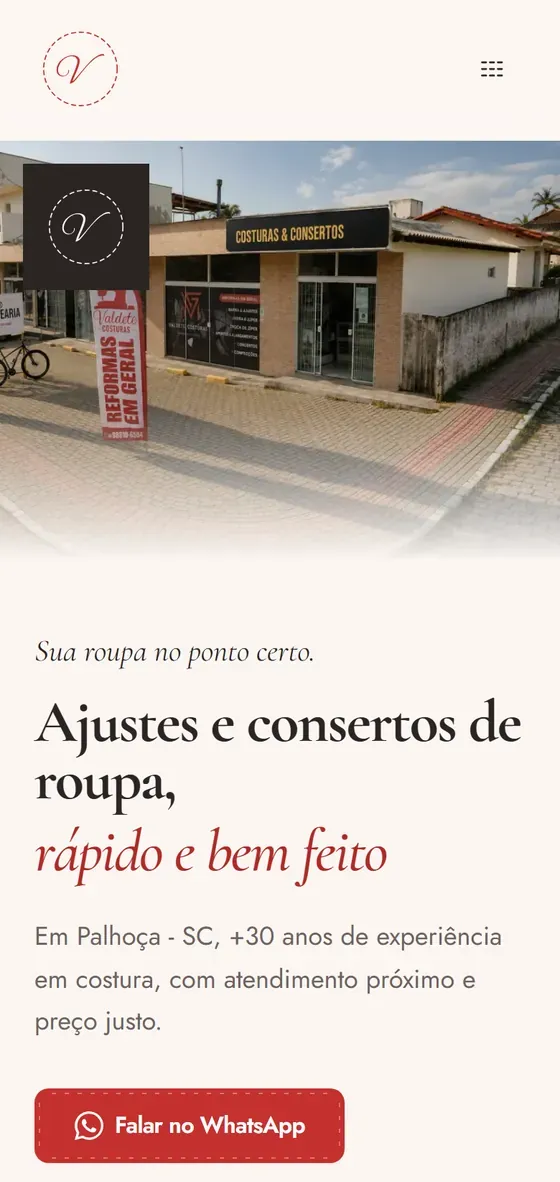 V
V
COSTURAS & CONSERTOS
EARIA
Valdete
COSTURAS
REFORMAS
EM GERAL
Sua roupa no ponto certo.
Ajustes e consertos de
roupa,
rápido e bem feito
Em Palhoça - SC, +30 anos de experiência
em costura, com atendimento próximo e
preço justo.
Falar no WhatsApp